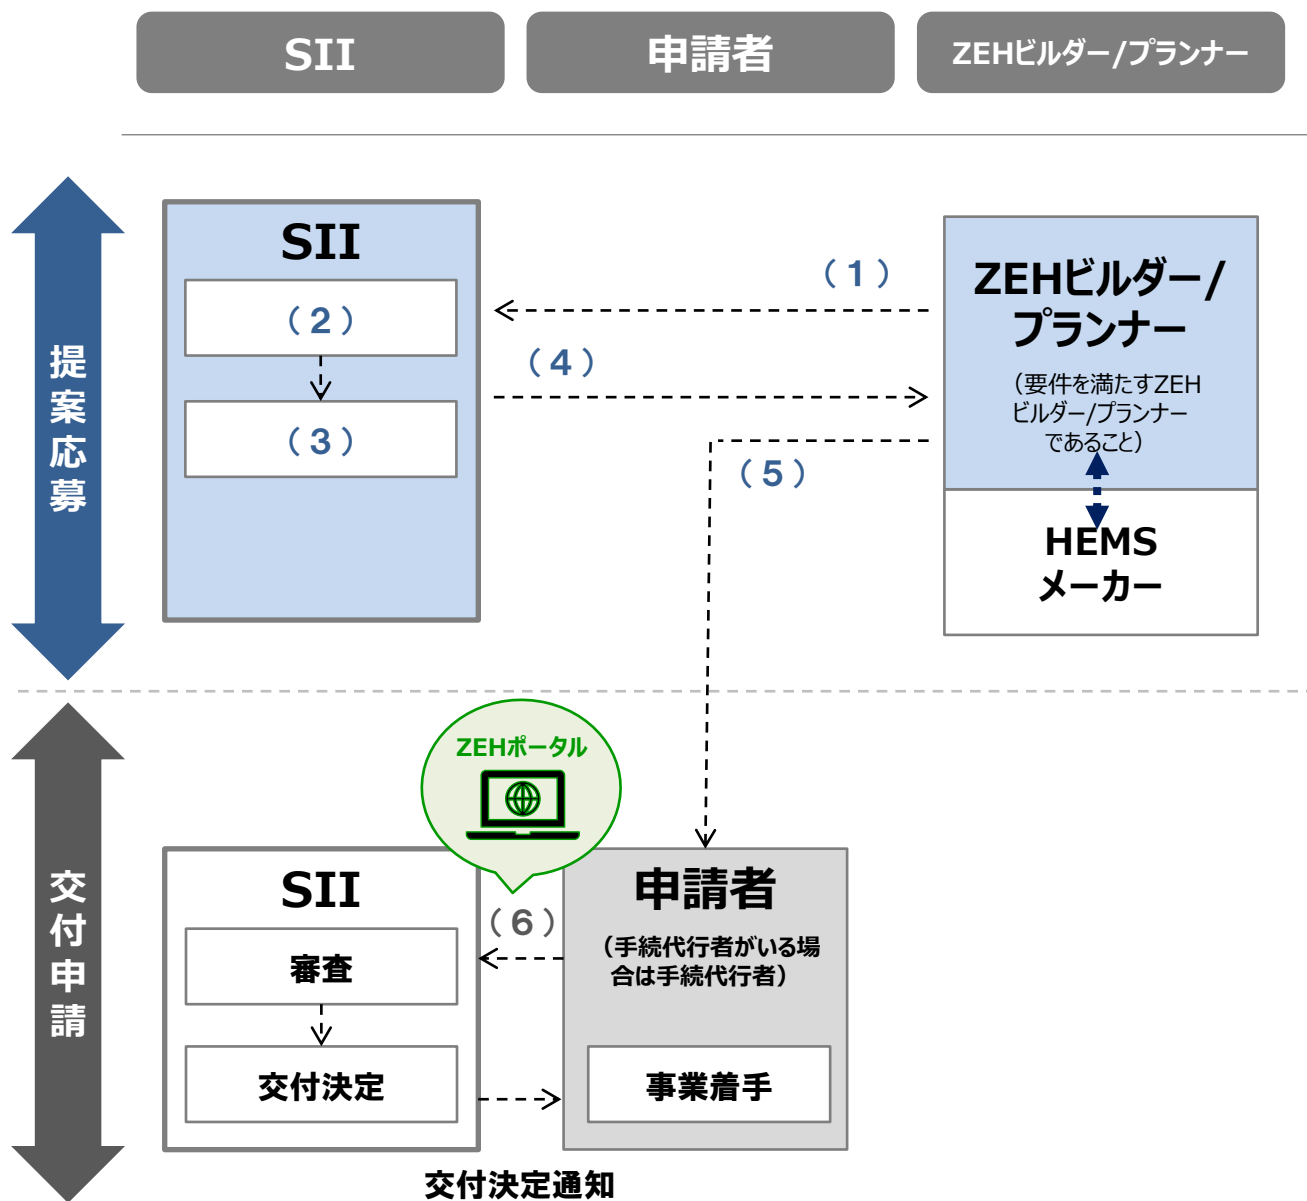 SII
申請者
ZEHビルダー/プランナー
提案応募
SII
（２）
（３）
（１）
（４）
（５）
ZEHビルダー/
プランナー
（要件を満たすZEH
ビルダー/プランナー
であること）
HEMS
メーカー
交付申請
ZEHポータル
SII
審査
交付決定
（６）
申請者
（手続代行者がいる場
合は手続代行者）
事業着手
交付決定通知